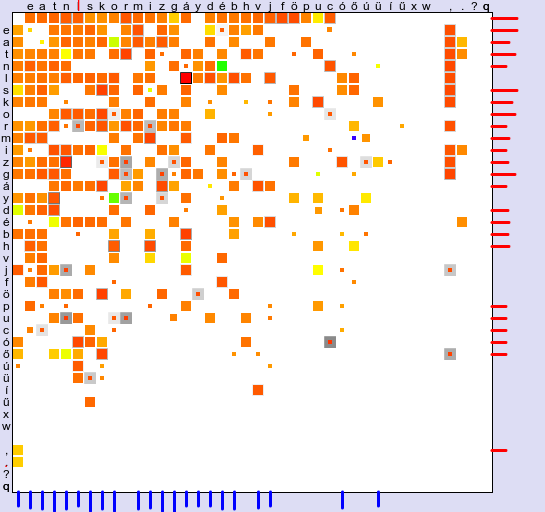 e a t n l s k o r m i z g á y d é b h v j f ö p u c ó ő ú ü í ű x w , . ? q
e
a
t
n
l
s
k
o
r
m
i
z
g
á
y
d
é
b
h
v
j
f
ö
p
u
c
ó
ő
ú
ü
í
ű
x
w
,
.
?
q